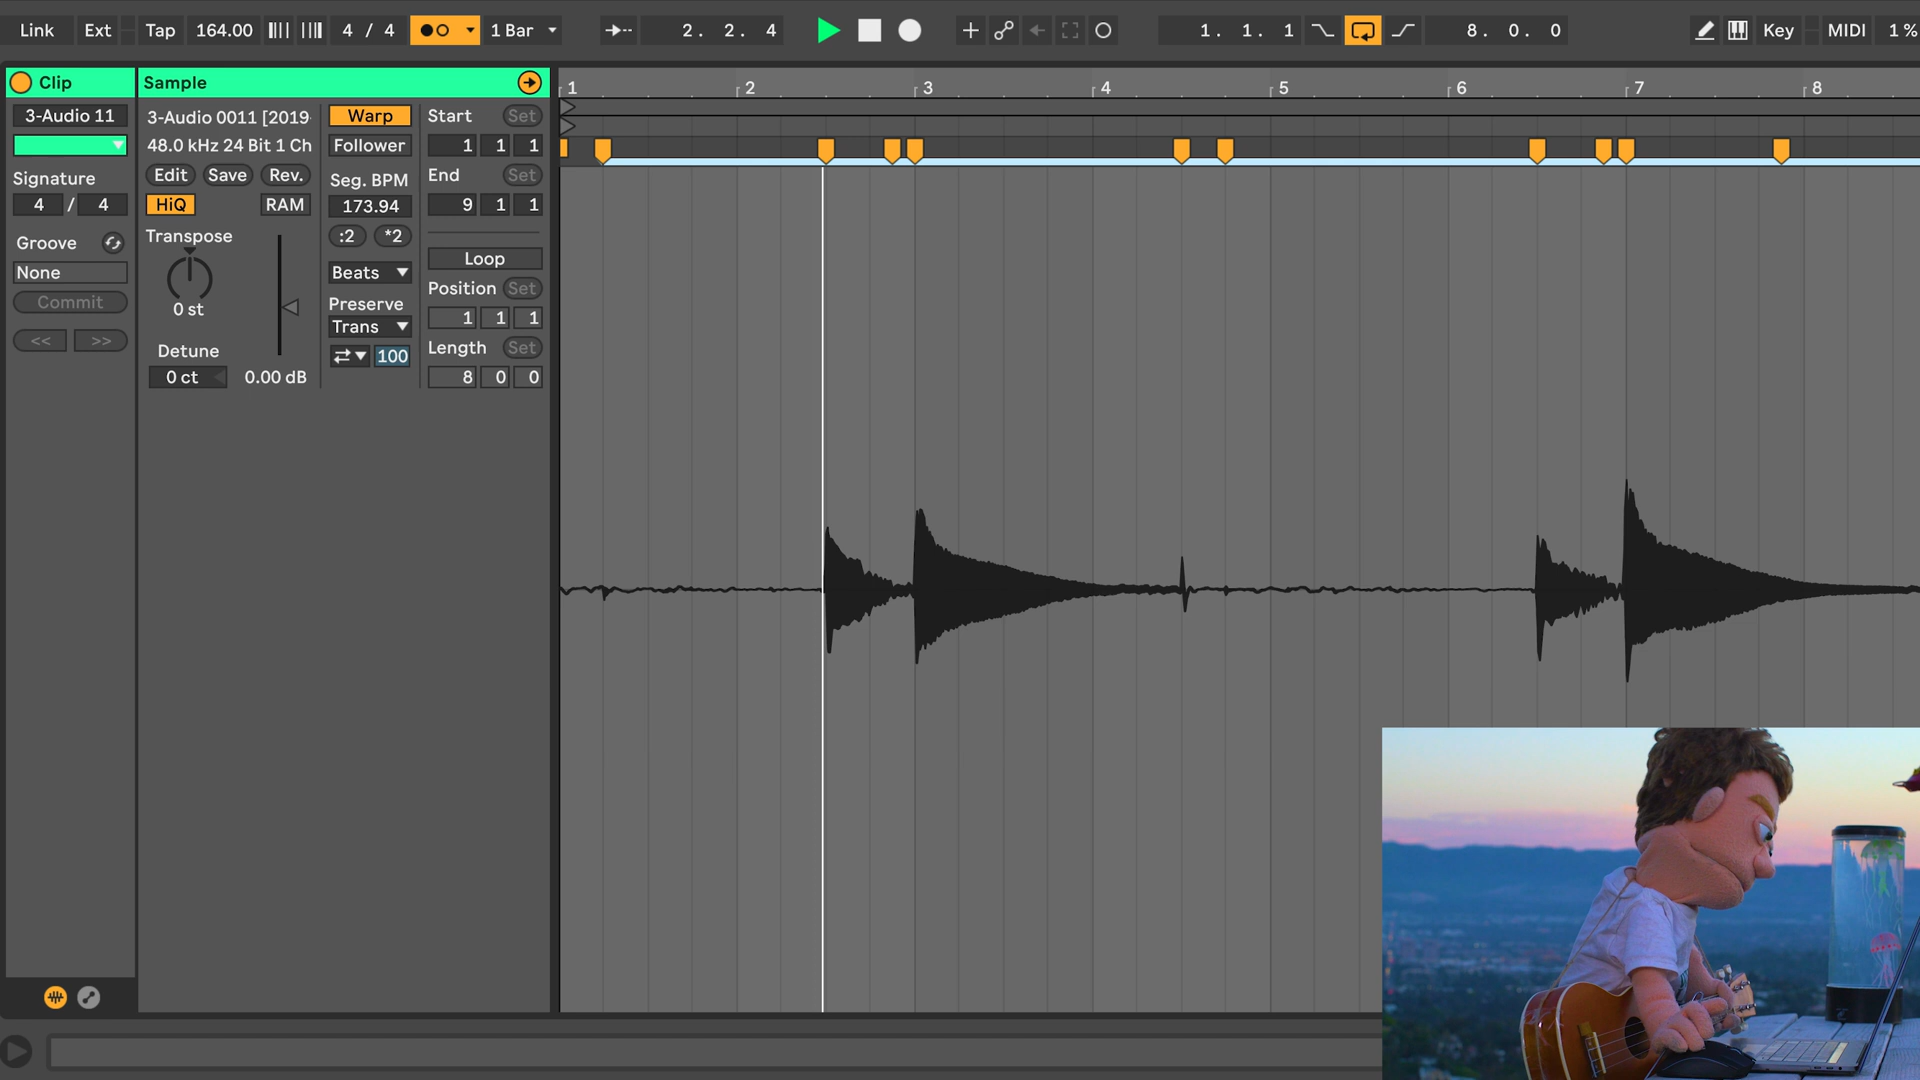 Link Ext Tap 164.00 4 / 4 1 Bar 2. 2. 4 1. 1. 1 8. 0. 0 Key MIDI 1 %
Clip Sample 1 2 3 4 5 6 7 8
3-Audio 11 3-Audio 0011 [2019- Warp Start Set
48.0 kHz 24 Bit 1 Ch Follower 1 1 1
Signature Edit Save Rev. Seg. BPM End Set
4 / 4 HiQ RAM 173.94 9 1 1
Groove Transpose :2 *2
None Beats Loop
Commit 0 st Preserve Position Set
Trans 1 1 1
<< >> Detune 100 Length Set
0 ct 0.00 dB 8 0 0